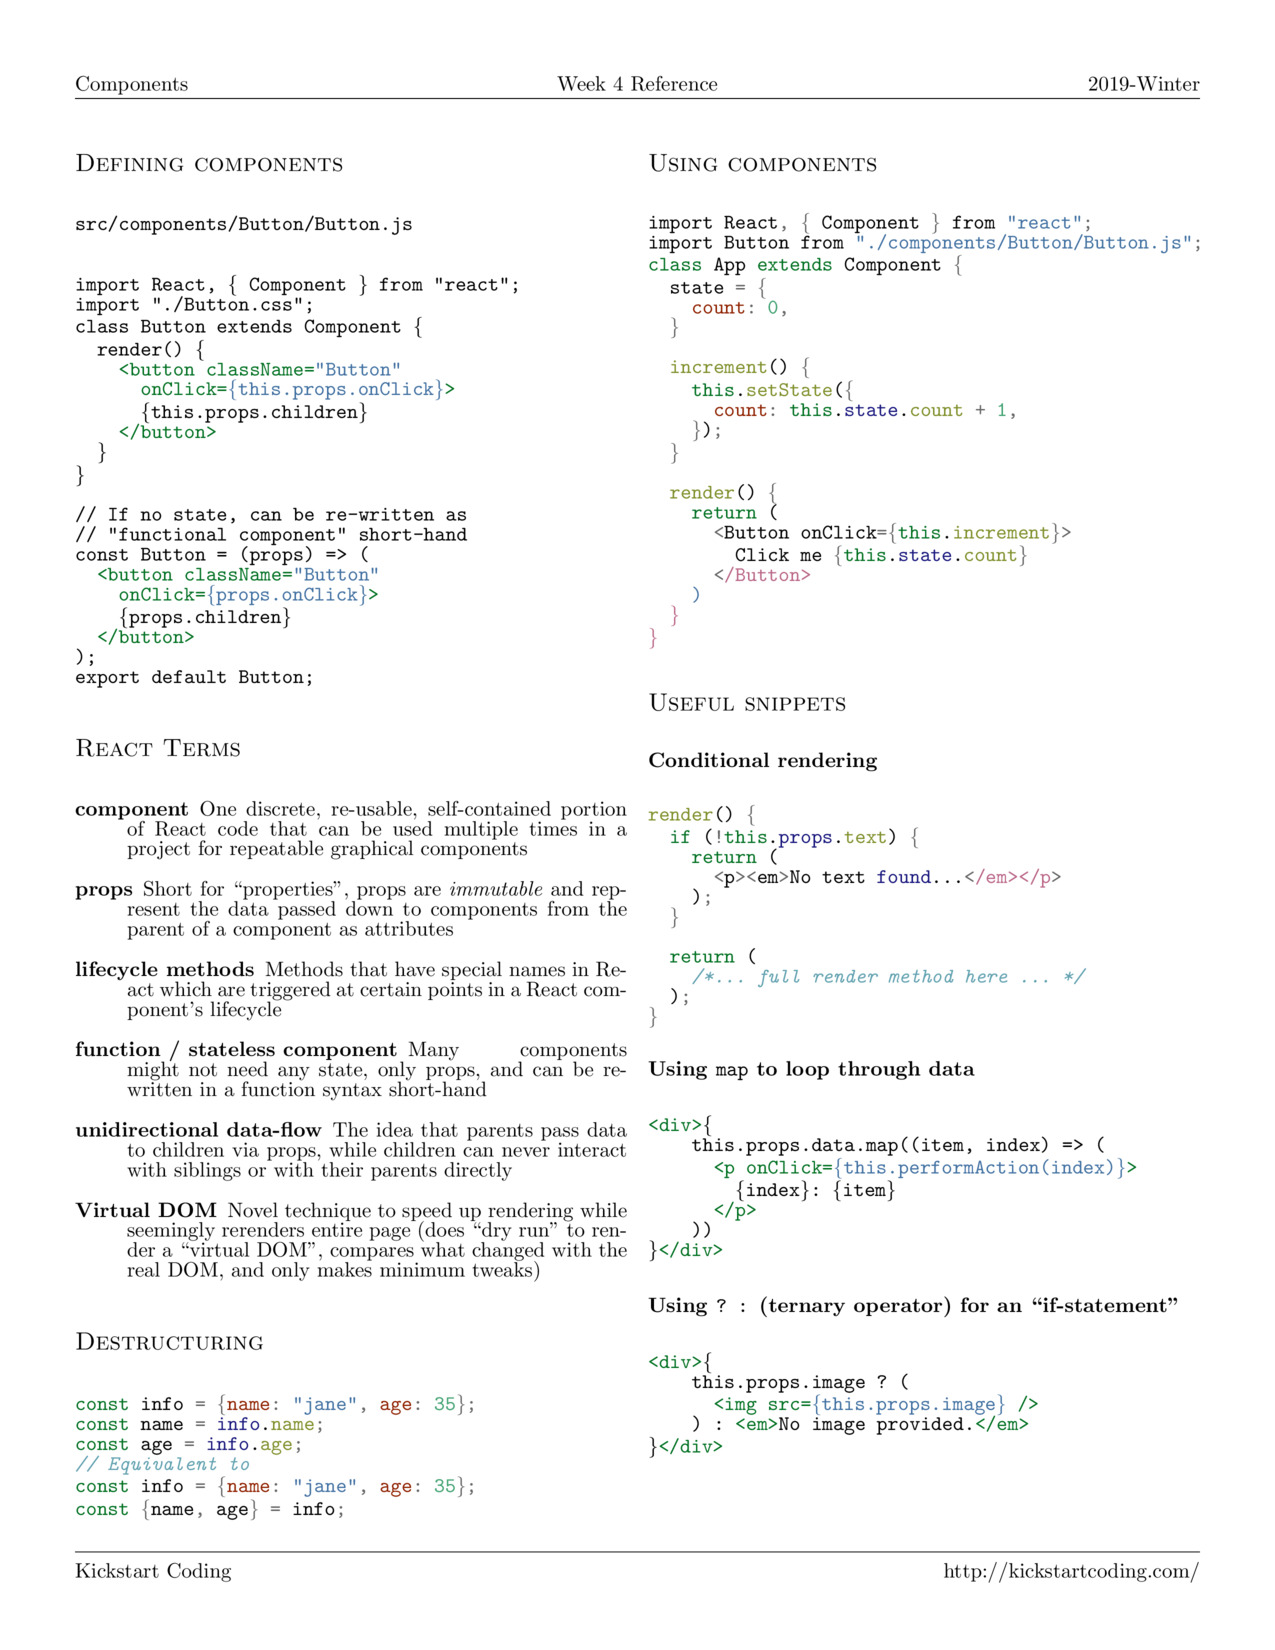 Components Week 4 Reference 2019-Winter
Defining components
src/components/Button/Button.js
import React, { Component } from "react";
import "./Button.css";
class Button extends Component {
  render() {
    <button className="Button"
      onClick={this.props.onClick}>
      {this.props.children}
    </button>
  }
}
// If no state, can be re-written as
// "functional component" short-hand
const Button = (props) => (
  <button className="Button"
    onClick={props.onClick}>
    {props.children}
  </button>
);
export default Button;
React Terms
component One discrete, re-usable, self-contained portion
of React code that can be used multiple times in a
project for repeatable graphical components
props Short for “properties”, props are immutable and rep-
resent the data passed down to components from the
parent of a component as attributes
lifecycle methods Methods that have special names in Re-
act which are triggered at certain points in a React com-
ponent’s lifecycle
function / stateless component Many components
might not need any state, only props, and can be re-
written in a function syntax short-hand
unidirectional data-flow The idea that parents pass data
to children via props, while children can never interact
with siblings or with their parents directly
Virtual DOM Novel technique to speed up rendering while
seemingly rerenders entire page (does “dry run” to ren-
der a “virtual DOM”, compares what changed with the
real DOM, and only makes minimum tweaks)
Destructuring
const info = {name: "jane", age: 35};
const name = info.name;
const age = info.age;
// Equivalent to
const info = {name: "jane", age: 35};
const {name, age} = info;
Using components
import React, { Component } from "react";
import Button from "./components/Button/Button.js";
class App extends Component {
  state = {
    count: 0,
  }
  increment() {
    this.setState({
      count: this.state.count + 1,
    });
  }
  render() {
    return (
      <Button onClick={this.increment}>
        Click me {this.state.count}
      </Button>
    )
  }
}
Useful snippets
Conditional rendering
render() {
  if (!this.props.text) {
    return (
      <p><em>No text found...</em></p>
    );
  }
  return (
    /*... full render method here ... */
  );
}
Using map to loop through data
<div>{
    this.props.data.map((item, index) => (
      <p onClick={this.performAction(index)}>
        {index}: {item}
      </p>
    ))
}</div>
Using ? : (ternary operator) for an “if-statement”
<div>{
    this.props.image ? (
      <img src={this.props.image} />
    ) : <em>No image provided.</em>
}</div>
Kickstart Coding http://kickstartcoding.com/